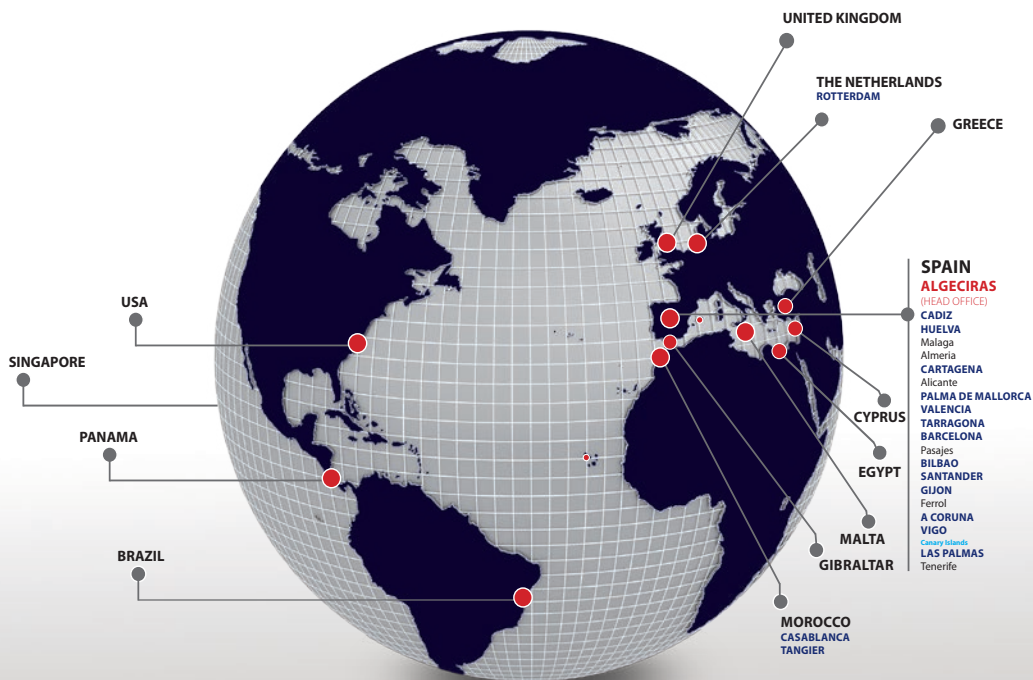 UNITED KINGDOM
THE NETHERLANDS
ROTTERDAM
GREECE
USA
SINGAPORE
PANAMA
BRAZIL
SPAIN
ALGECIRAS
(HEAD OFFICE)
CADIZ
HUELVA
Malaga
Almeria
CARTAGENA
Alicante
PALMA DE MALLORCA
VALENCIA
TARRAGONA
BARCELONA
Pasajes
BILBAO
SANTANDER
GIJON
Ferrol
A CORUNA
VIGO
Canary Islands
LAS PALMAS
Tenerife
CYPRUS
EGYPT
MALTA
GIBRALTAR
MOROCCO
CASABLANCA
TANGIER